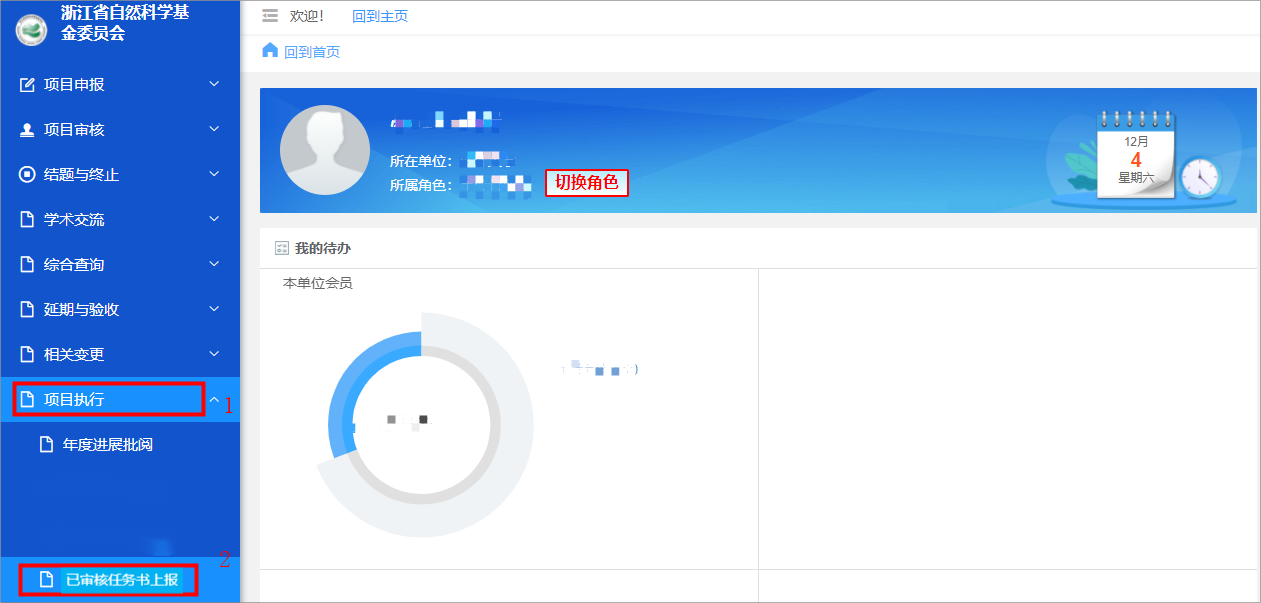 浙江省自然科学基
金委员会
欢迎! 回到主页
回到首页
项目申报
项目审核
结题与终止
学术交流
综合查询
延期与验收
相关变更
项目执行 1
年度进展批阅
2
已审核任务书上报
所在单位:
所属角色:
切换角色
12月
4
星期六
我的待办
本单位会员
)